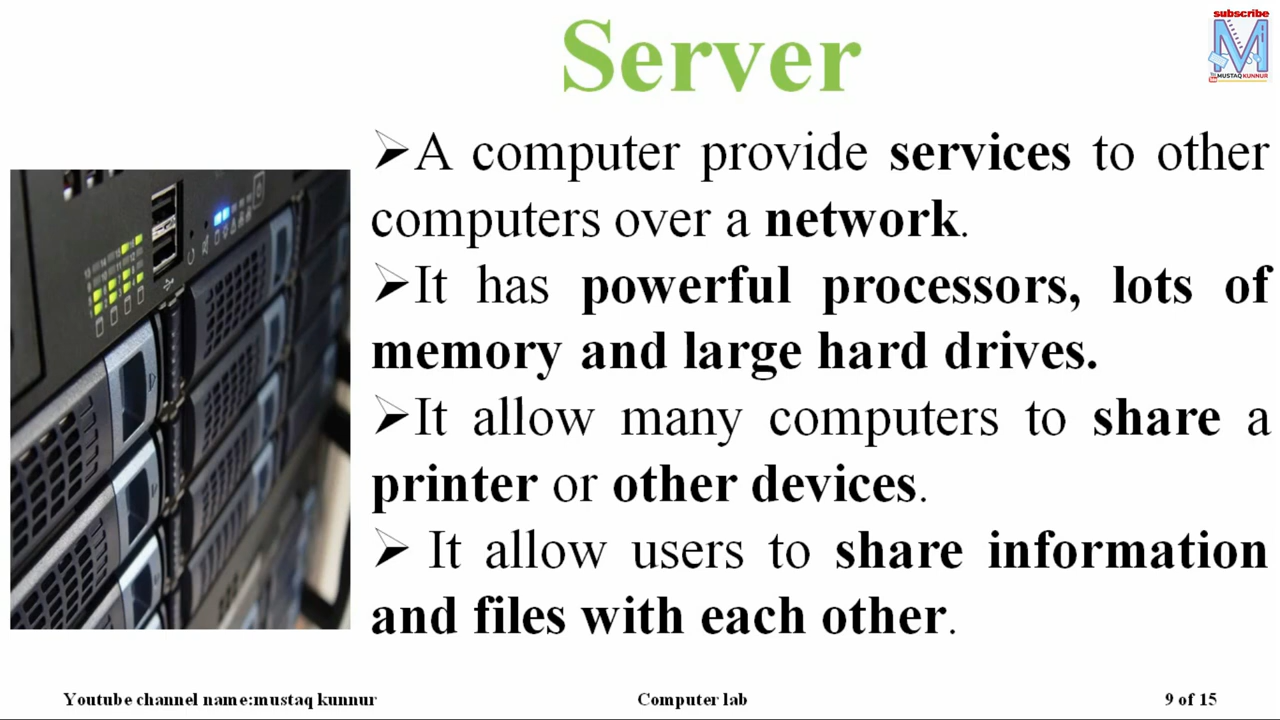 Server
subscribe
M
MUSTAQ KUNNUR
➢A computer provide services to other
computers over a network.
➢It has powerful processors, lots of
memory and large hard drives.
➢It allow many computers to share a
printer or other devices.
➢ It allow users to share information
and files with each other.
Youtube channel name:mustaq kunnur
Computer lab
9 of 15